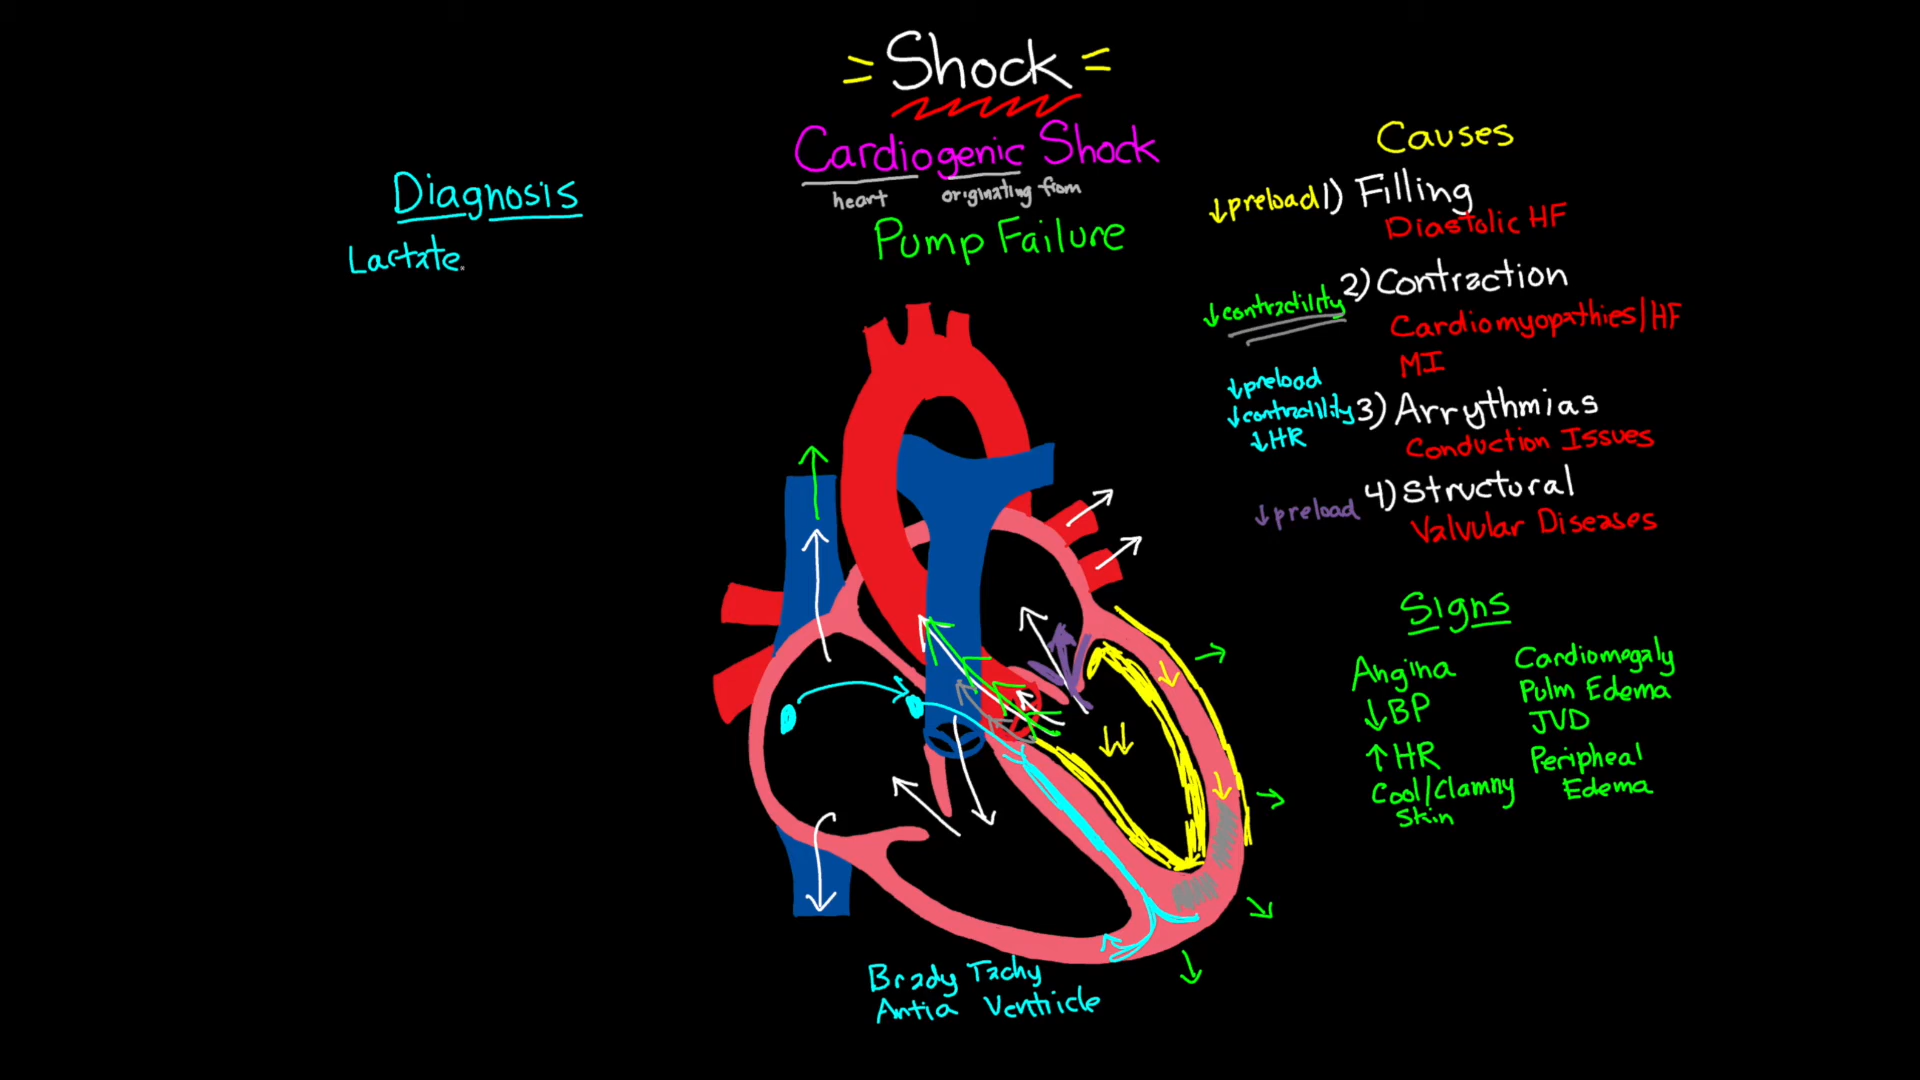 = Shock =
Cardiogenic Shock
heart originating from
Pump Failure
Diagnosis
Lactate
Causes
↓preload 1) Filling
Diastolic HF
↓contractility 2) Contraction
Cardiomyopathies/HF
MI
↓preload
↓contractility 3) Arrythmias
↓HR
Conduction Issues
↓preload 4) Structural
Valvular Diseases
Signs
Angina
↓BP
↑HR
Cool/Clammy
Skin
Cardiomegaly
Pulm Edema
JVD
Peripheal
Edema
Brady Tachy
Antia Ventricle